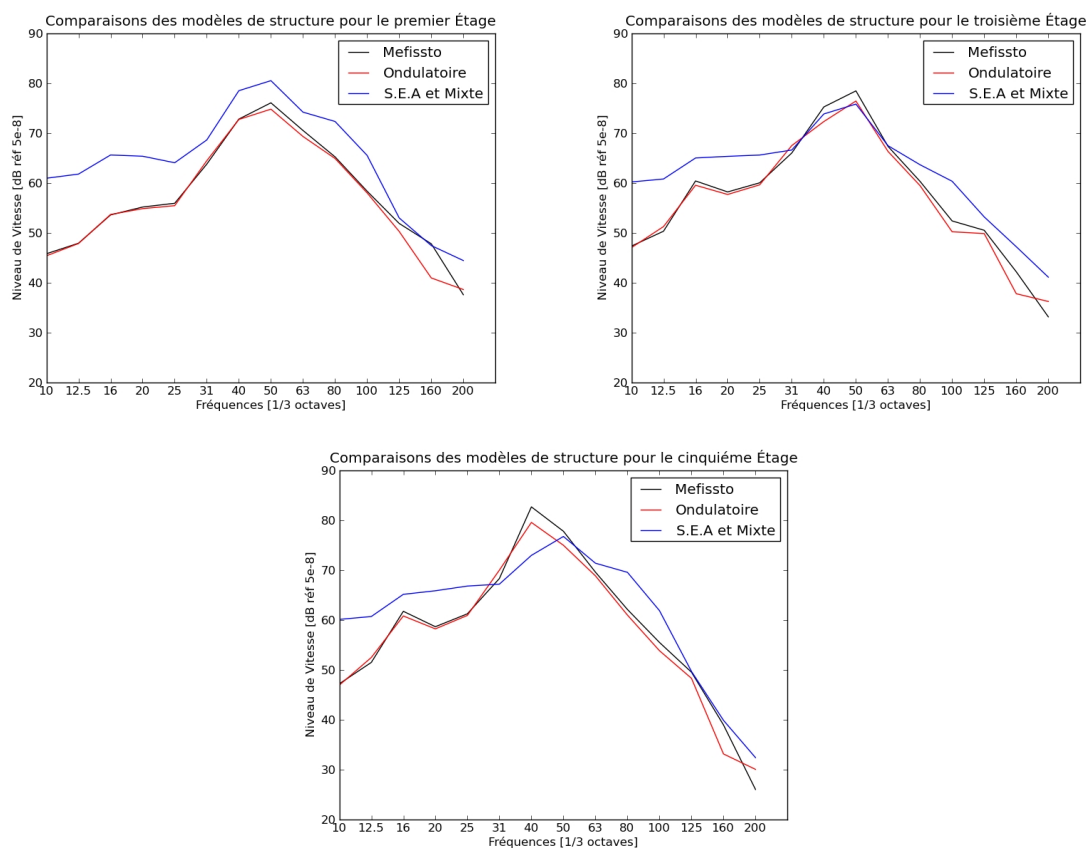 Comparaisons des modèles de structure pour le premier Étage
90
80
70
60
50
40
30
20
Niveau de Vitesse [dB réf 5e-8]
Mefissto
Ondulatoire
S.E.A et Mixte
10 12.5 16 20 25 31 40 50 63 80 100 125 160 200
Fréquences [1/3 octaves]
Comparaisons des modèles de structure pour le troisième Étage
90
80
70
60
50
40
30
20
Niveau de Vitesse [dB réf 5e-8]
Mefissto
Ondulatoire
S.E.A et Mixte
10 12.5 16 20 25 31 40 50 63 80 100 125 160 200
Fréquences [1/3 octaves]
Comparaisons des modèles de structure pour le cinquiéme Étage
90
80
70
60
50
40
30
20
Niveau de Vitesse [dB réf 5e-8]
Mefissto
Ondulatoire
S.E.A et Mixte
10 12.5 16 20 25 31 40 50 63 80 100 125 160 200
Fréquences [1/3 octaves]